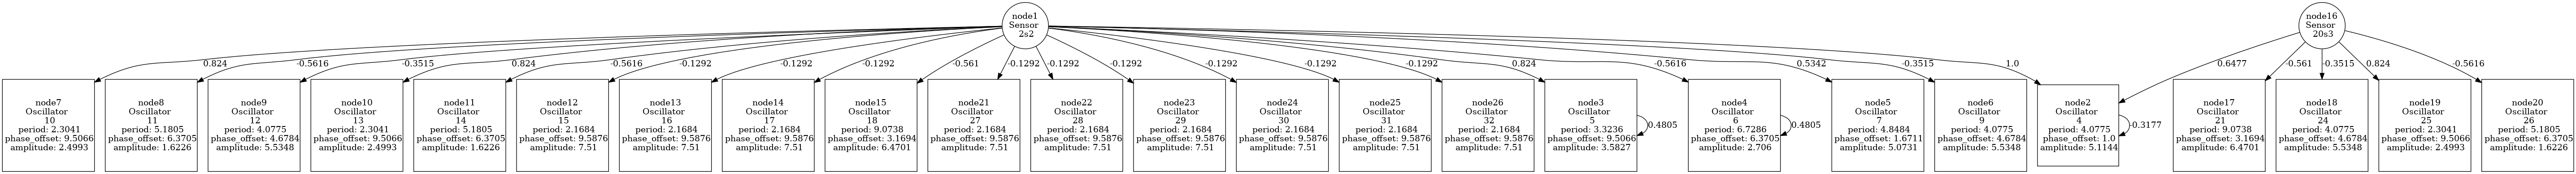 node1
Sensor
2s2
node16
Sensor
20s3
0.824
-0.5616
-0.3515
0.824
-0.5616
-0.1292
-0.1292
-0.1292
-0.561
-0.1292
-0.1292
-0.1292
-0.1292
-0.1292
-0.1292
0.824
-0.5616
0.5342
-0.3515
1.0
0.6477
-0.561
-0.3515
0.824
-0.5616
node7
Oscillator
10
period: 2.3041
phase_offset: 9.5066
amplitude: 2.4993
node8
Oscillator
11
period: 5.1805
phase_offset: 6.3705
amplitude: 1.6226
node9
Oscillator
12
period: 4.0775
phase_offset: 4.6784
amplitude: 5.5348
node10
Oscillator
13
period: 2.3041
phase_offset: 9.5066
amplitude: 2.4993
node11
Oscillator
14
period: 5.1805
phase_offset: 6.3705
amplitude: 1.6226
node12
Oscillator
15
period: 2.1684
phase_offset: 9.5876
amplitude: 7.51
node13
Oscillator
16
period: 2.1684
phase_offset: 9.5876
amplitude: 7.51
node14
Oscillator
17
period: 2.1684
phase_offset: 9.5876
amplitude: 7.51
node15
Oscillator
18
period: 9.0738
phase_offset: 3.1694
amplitude: 6.4701
node21
Oscillator
27
period: 2.1684
phase_offset: 9.5876
amplitude: 7.51
node22
Oscillator
28
period: 2.1684
phase_offset: 9.5876
amplitude: 7.51
node23
Oscillator
29
period: 2.1684
phase_offset: 9.5876
amplitude: 7.51
node24
Oscillator
30
period: 2.1684
phase_offset: 9.5876
amplitude: 7.51
node25
Oscillator
31
period: 2.1684
phase_offset: 9.5876
amplitude: 7.51
node26
Oscillator
32
period: 2.1684
phase_offset: 9.5876
amplitude: 7.51
node3
Oscillator
5
period: 3.3236
phase_offset: 9.5066
amplitude: 3.5827
0.4805
node4
Oscillator
6
period: 6.7286
phase_offset: 6.3705
amplitude: 2.706
0.4805
node5
Oscillator
7
period: 4.8484
phase_offset: 1.6711
amplitude: 5.0731
node6
Oscillator
9
period: 4.0775
phase_offset: 4.6784
amplitude: 5.5348
node2
Oscillator
4
period: 4.0775
phase_offset: 1.0
amplitude: 5.1144
-0.3177
node17
Oscillator
21
period: 9.0738
phase_offset: 3.1694
amplitude: 6.4701
node18
Oscillator
24
period: 4.0775
phase_offset: 4.6784
amplitude: 5.5348
node19
Oscillator
25
period: 2.3041
phase_offset: 9.5066
amplitude: 2.4993
node20
Oscillator
26
period: 5.1805
phase_offset: 6.3705
amplitude: 1.6226